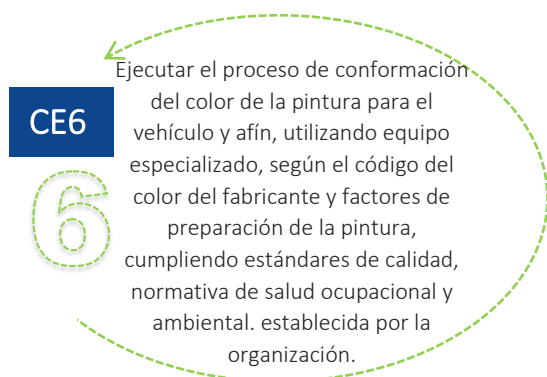 CE6
6
Ejecutar el proceso de conformación
del color de la pintura para el
vehículo y afín, utilizando equipo
especializado, según el código del
color del fabricante y factores de
preparación de la pintura,
cumpliendo estándares de calidad,
normativa de salud ocupacional y
ambiental. establecida por la
organización.